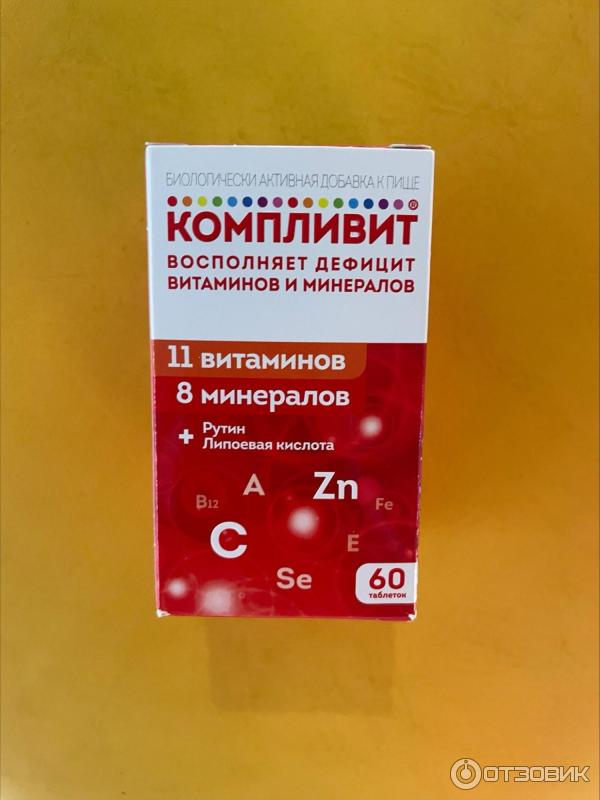 БИОЛОГИЧЕСКИ АКТИВНАЯ ДОБАВКА К ПИЩЕ
КОМПЛИВИТ®
ВОСПОЛНЯЕТ ДЕФИЦИТ
ВИТАМИНОВ И МИНЕРАЛОВ
11 витаминов
8 минералов
+ Рутин
Липоевая кислота
A Zn
B12 Fe
C E
Se
60
таблеток
ОТЗОВИК